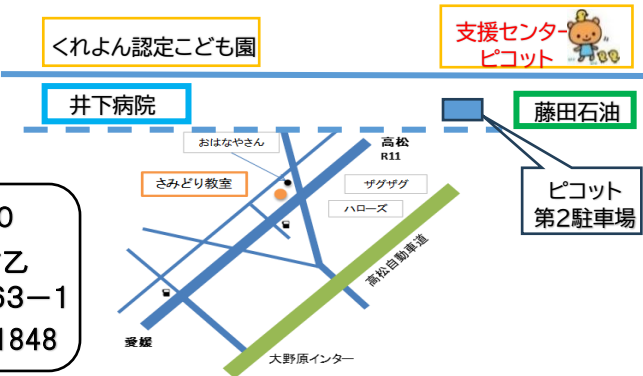 くれよん認定こども園
支援センター
ピコット
井下病院
藤田石油
おはなやさん
高松
R11
さみどり教室
ザグザグ
ハローズ
ピコット
第2駐車場
0
乙
63－1
1848
高松自動車道
愛媛
大野原インター